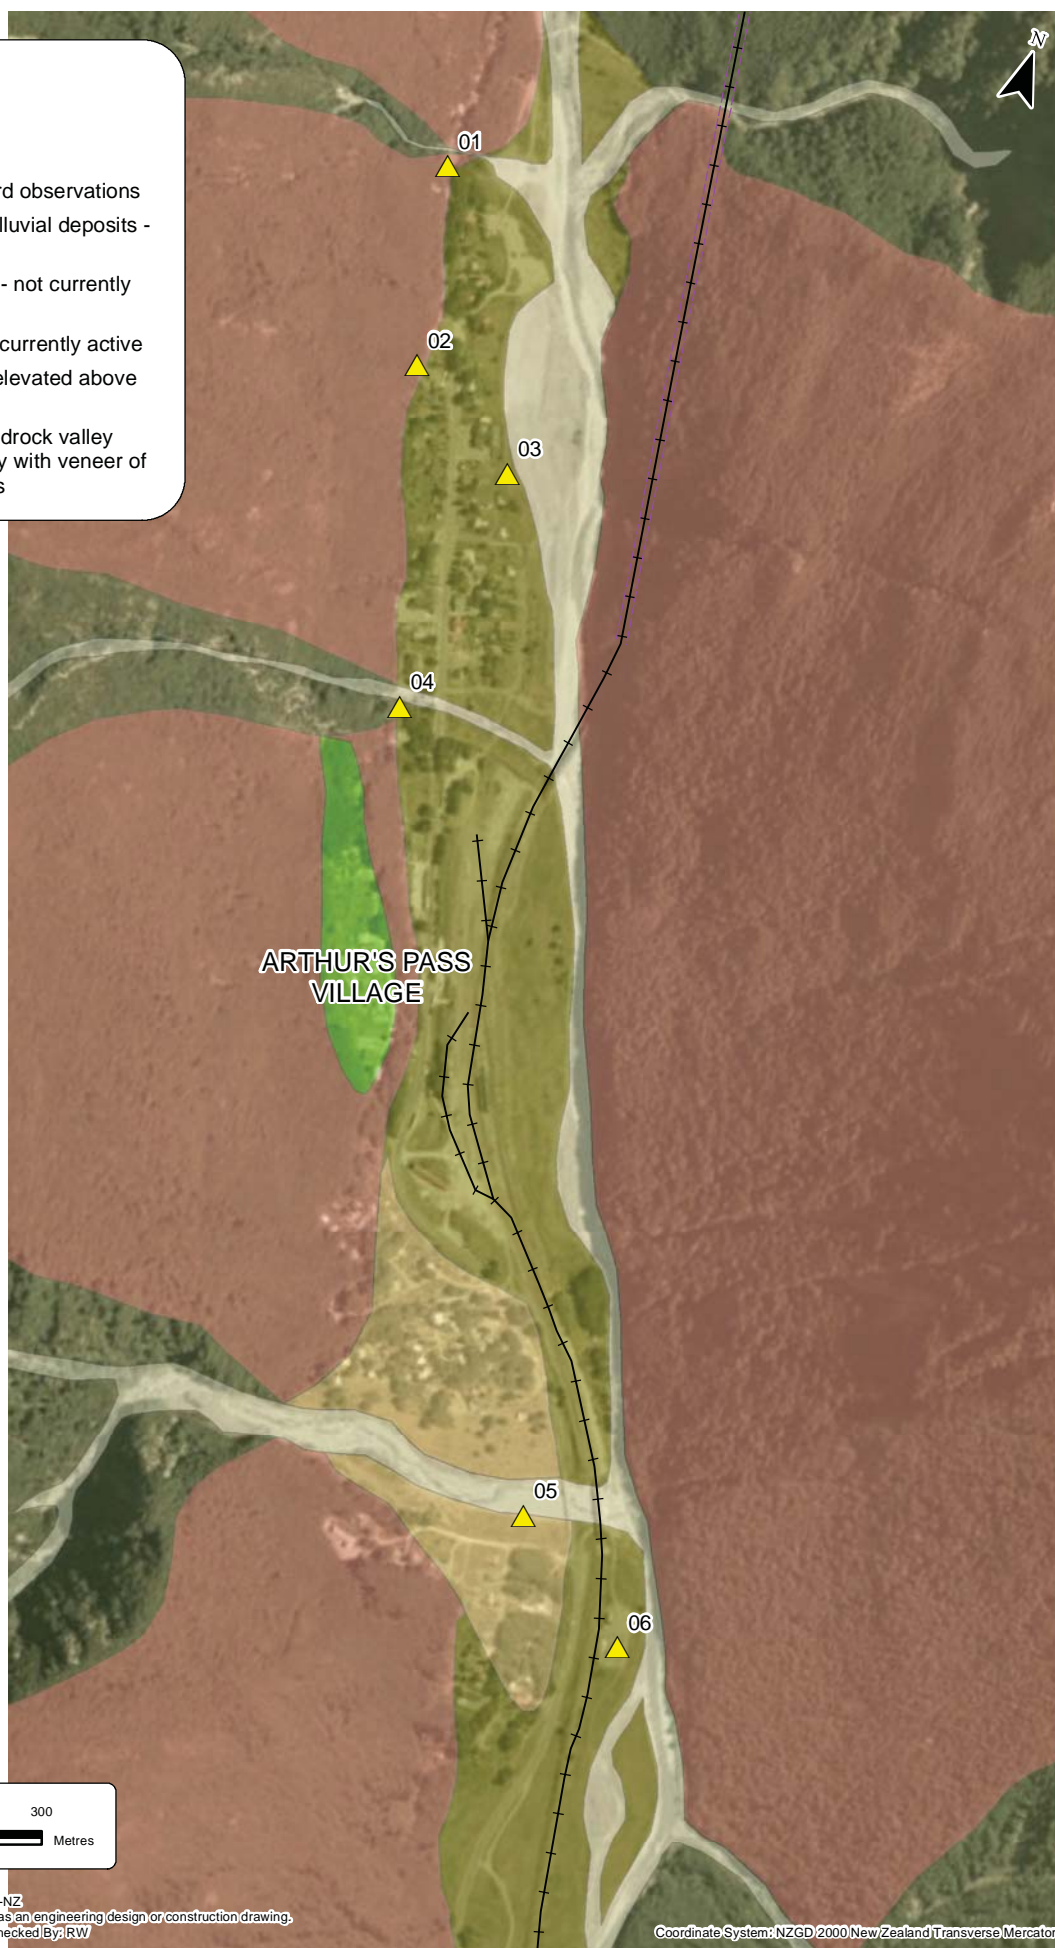 N
01
rd observations
lluvial deposits -
- not currently
currently active
elevated above
drock valley
y with veneer of
s
02
03
04
ARTHUR'S PASS
VILLAGE
05
06
300
Metres
-NZ
as an engineering design or construction drawing.
hecked By: RW
Coordinate System: NZGD 2000 New Zealand Transverse Mercator